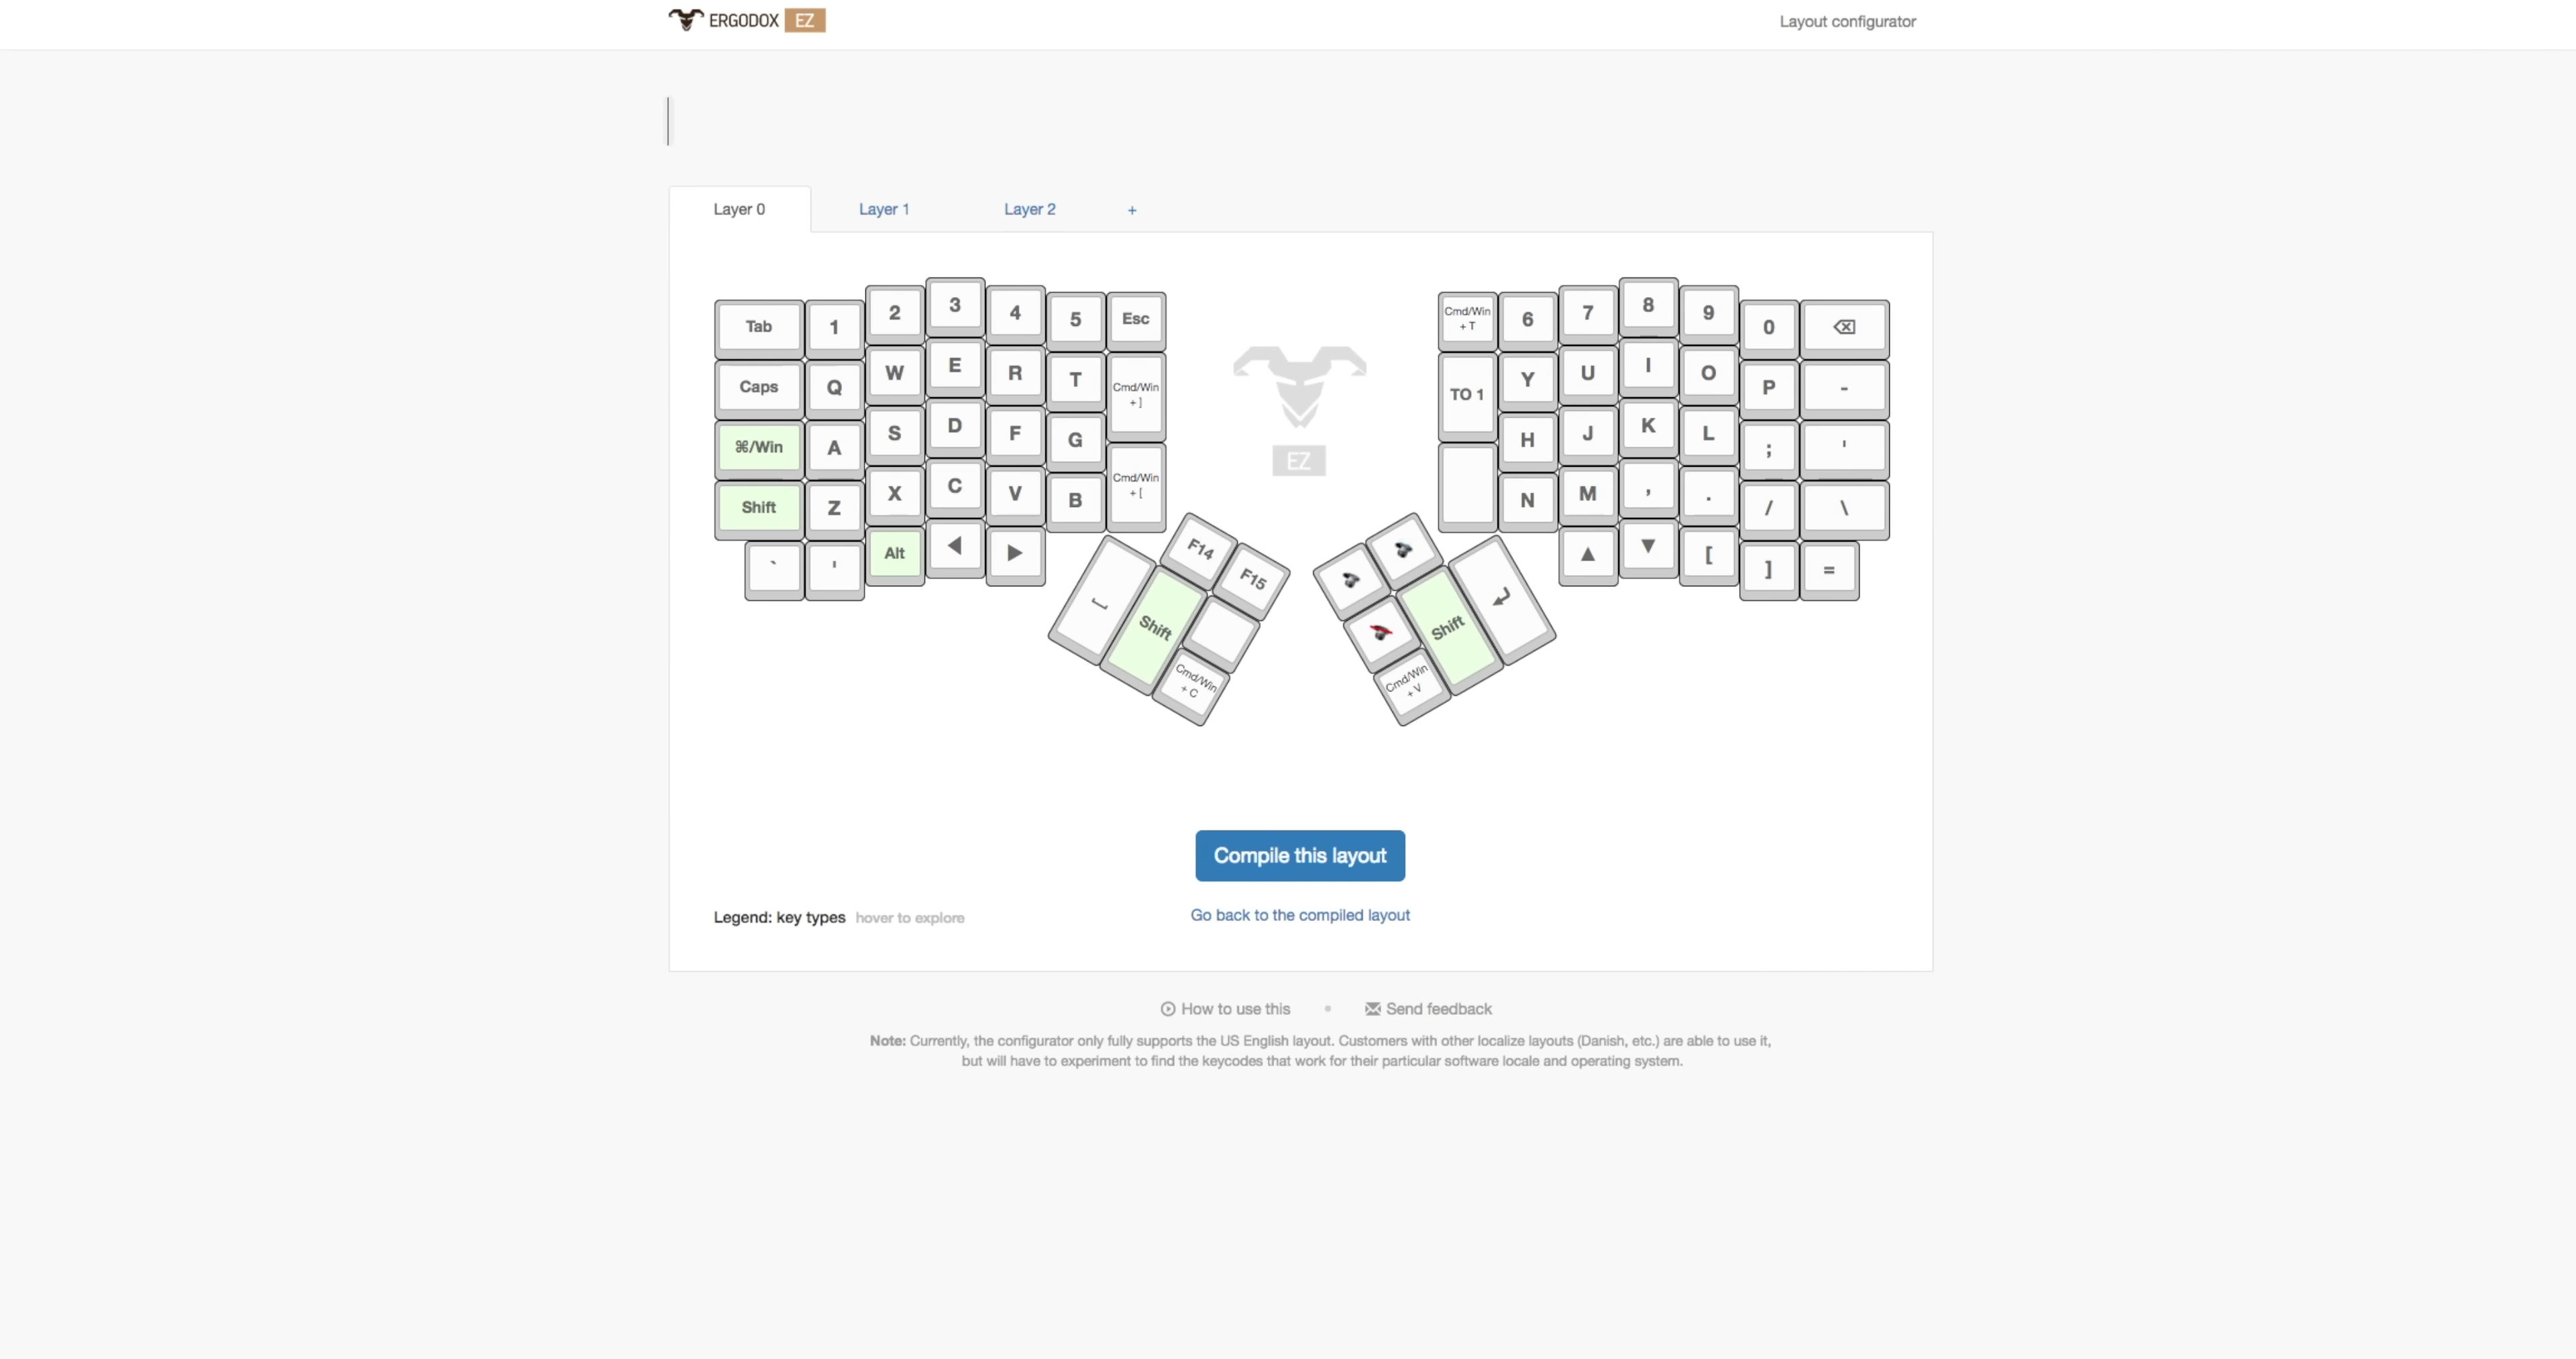 ERGODOX EZ
Layout configurator
Layer 0 Layer 1 Layer 2 +
Tab 1 2 3 4 5 Esc
Caps Q W E R T Cmd/Win + ]
⌘/Win A S D F G
Shift Z X C V B Cmd/Win + [
` ' Alt ◀ ▶
F14 F15
Shift
Cmd/Win + C
EZ
Cmd/Win + T 6 7 8 9 0 ⌫
TO 1 Y U I O P -
H J K L ; '
N M , . / \
▲ ▼ [ ] =
Shift
Cmd/Win + V
Compile this layout
Go back to the compiled layout
Legend: key types hover to explore
How to use this • Send feedback
Note: Currently, the configurator only fully supports the US English layout. Customers with other localize layouts (Danish, etc.) are able to use it,
but will have to experiment to find the keycodes that work for their particular software locale and operating system.